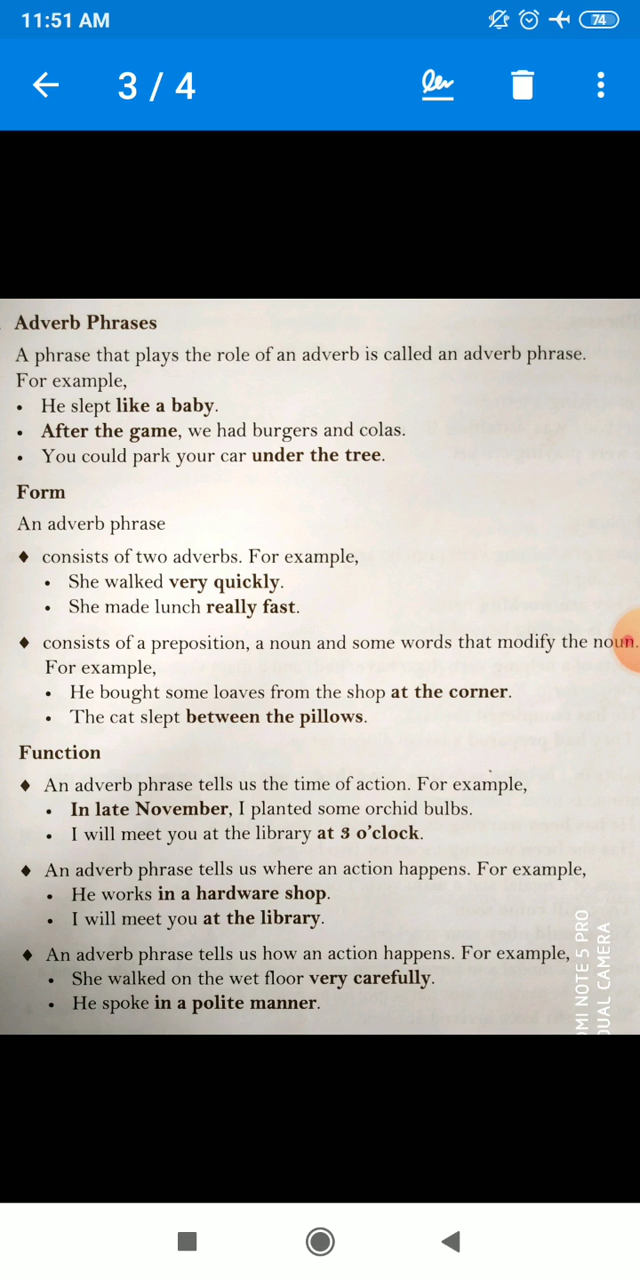 11:51 AM
74
3 / 4
Adverb Phrases
A phrase that plays the role of an adverb is called an adverb phrase.
For example,
• He slept like a baby.
• After the game, we had burgers and colas.
• You could park your car under the tree.
Form
An adverb phrase
♦ consists of two adverbs. For example,
• She walked very quickly.
• She made lunch really fast.
♦ consists of a preposition, a noun and some words that modify the noun.
For example,
• He bought some loaves from the shop at the corner.
• The cat slept between the pillows.
Function
♦ An adverb phrase tells us the time of action. For example,
• In late November, I planted some orchid bulbs.
• I will meet you at the library at 3 o'clock.
♦ An adverb phrase tells us where an action happens. For example,
• He works in a hardware shop.
• I will meet you at the library.
♦ An adverb phrase tells us how an action happens. For example,
• She walked on the wet floor very carefully.
• He spoke in a polite manner.
MI NOTE 5 PRO
DUAL CAMERA